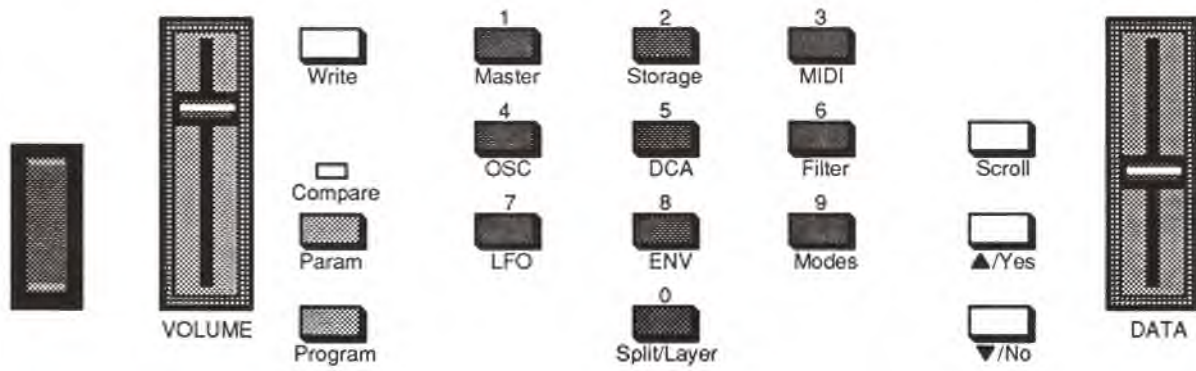 1 2 3
Write Master Storage MIDI
4 5 6
OSC DCA Filter Scroll
Compare
7 8 9
Param LFO ENV Modes ▲/Yes
0
VOLUME DATA
Program Split/Layer ▼/No